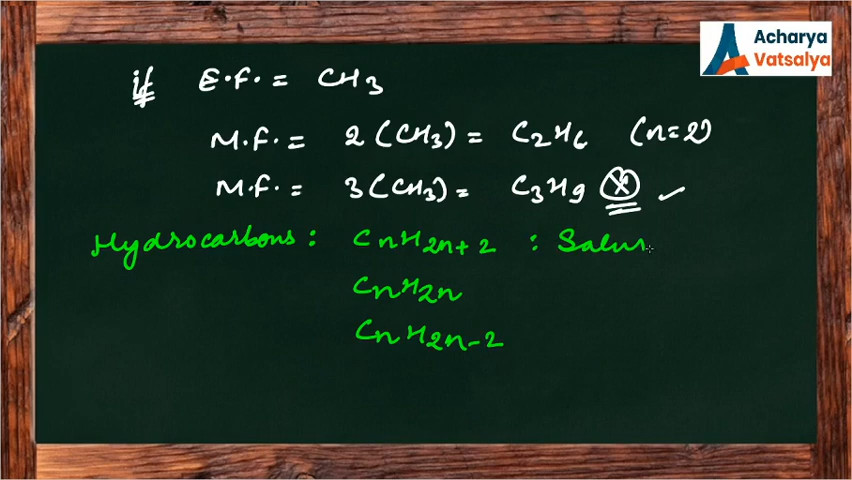 Acharya
Vatsalya
if E.F. = CH3
M.F. = 2 (CH3) = C2H6 (n=2)
M.F. = 3(CH3) = C3H9
Hydrocarbons : CnH2n+2 : Satur
CnH2n
CnH2n-2